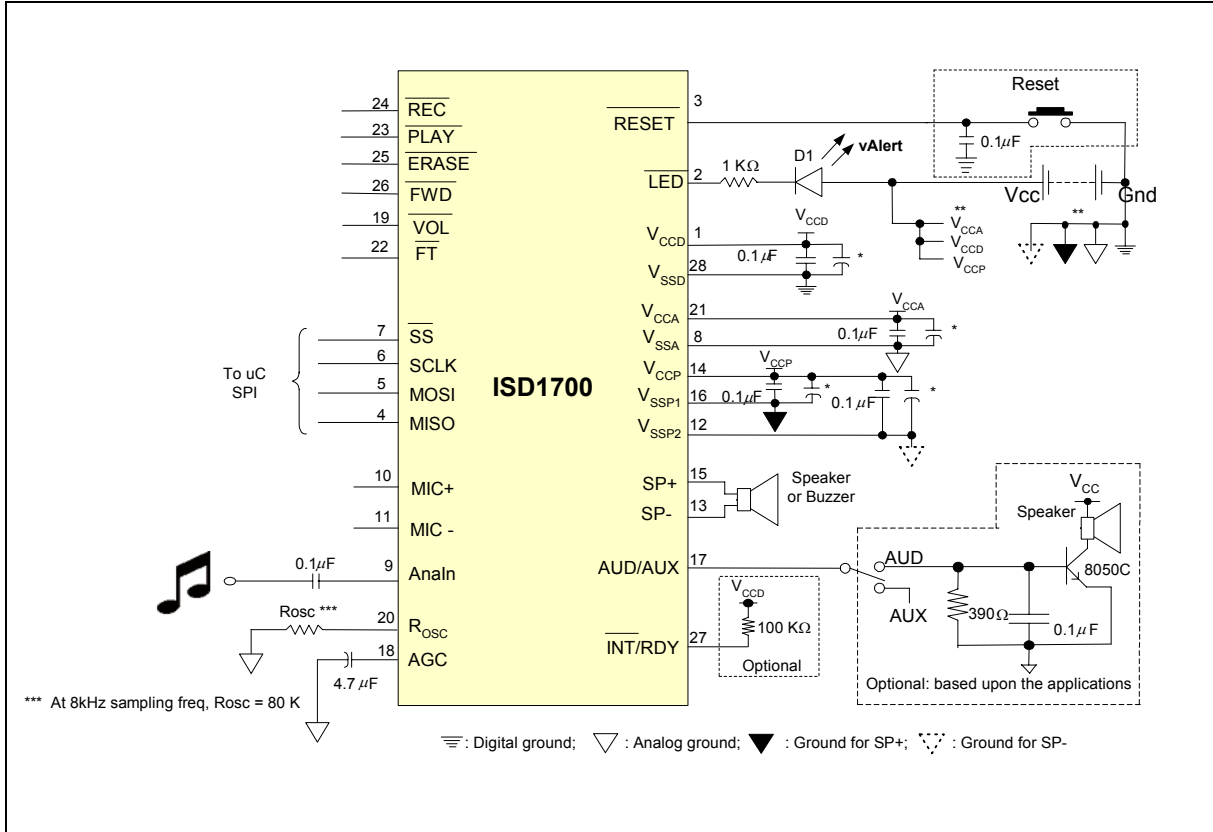 Reset
3
RESET
0.1µF
24 REC
23 PLAY
25 ERASE
26 FWD
19 VOL
22 FT
D1
vAlert
1 KΩ
2
LED
Vcc
Gnd
**
VCCA
VCCD
VCCP
**
VCCD
VCCD 1
0.1µF *
VSSD 28
VCCA
VCCA 21
0.1µF *
VSSA 8
VCCP
VCCP 14
0.1µF * 0.1µF *
VSSP1 16
VSSP2 12
To uC
SPI
7 SS
6 SCLK
5 MOSI
4 MISO
ISD1700
10 MIC+
11 MIC -
SP+ 15
SP- 13
Speaker
or Buzzer
0.1µF
9 AnaIn
AUD/AUX 17
AUD
AUX
VCC
Speaker
8050C
390Ω
0.1µF
Optional: based upon the applications
Rosc ***
20 ROSC
18 AGC
4.7 µF
VCCD
100 KΩ
27
INT/RDY
Optional
*** At 8kHz sampling freq, Rosc = 80 K
: Digital ground; : Analog ground; : Ground for SP+; : Ground for SP-